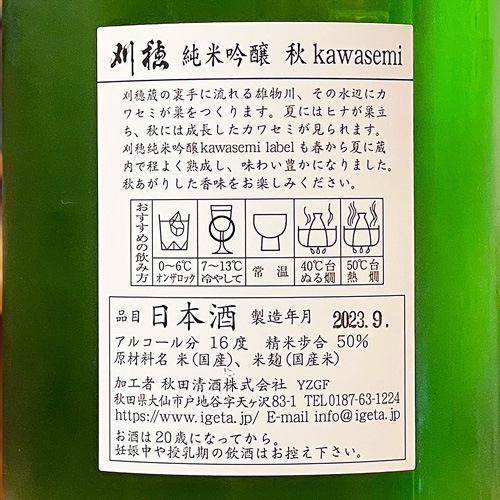 刈穂 純米吟醸 秋 kawasemi
刈穂蔵の裏手に流れる雄物川、その水辺にカ
ワセミが巣をつくります。夏にはヒナが巣立
ち、秋には成長したカワセミが見られます。
刈穂純米吟醸kawasemi labelも春から夏に蔵
内で程よく熟成し、味わい豊かになりました。
秋あがりした香味をお楽しみください。
おすすめの飲み方
0〜6℃ オンザロック
7〜13℃ 冷やして
常温
40℃台 ぬる燗
50℃台 熱燗
品目 日本酒 製造年月 2023.9.
アルコール分 16度 精米歩合 50%
原材料名 米(国産)、米麹(国産米)
加工者 秋田清酒株式会社 YZGF
秋田県大仙市戸地谷字天ヶ沢83-1 TEL0187-63-1224
https://www.igeta.jp/ E-mail info@igeta.jp
お酒は20歳になってから。
妊娠中や授乳期の飲酒はお控え下さい。